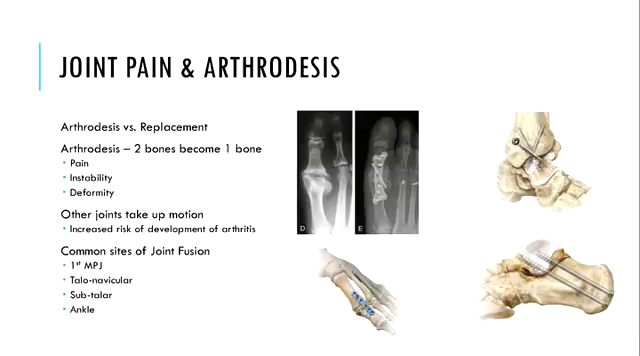 JOINT PAIN & ARTHRODESIS
Arthrodesis vs. Replacement
Arthrodesis – 2 bones become 1 bone
Pain
Instability
Deformity
Other joints take up motion
Increased risk of development of arthritis
Common sites of Joint Fusion
1st MPJ
Talo-navicular
Sub-talar
Ankle
D
E